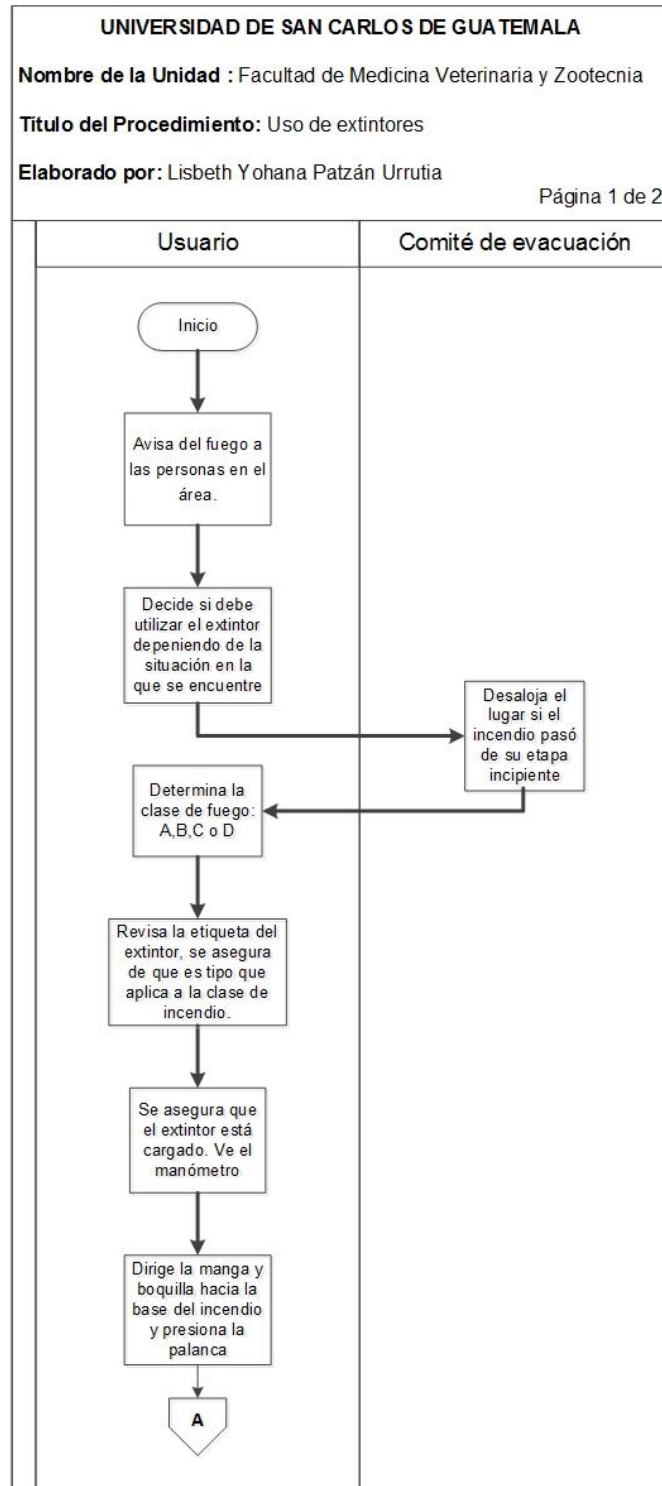 UNIVERSIDAD DE SAN CARLOS DE GUATEMALA
Nombre de la Unidad : Facultad de Medicina Veterinaria y Zootecnia
Título del Procedimiento: Uso de extintores
Elaborado por: Lisbeth Yohana Patzán Urrutia
Página 1 de 2
Usuario
Comité de evacuación
Inicio
Avisa del fuego a
las personas en el
área.
Decide si debe
utilizar el extintor
depeniendo de la
situación en la
que se encuentre
Desaloja el
lugar si el
incendio pasó
de su etapa
incipiente
Determina la
clase de fuego:
A,B,C o D
Revisa la etiqueta del
extintor, se asegura
de que es tipo que
aplica a la clase de
incendio.
Se asegura que
el extintor está
cargado. Ve el
manómetro
Dirige la manga y
boquilla hacia la
base del incendio
y presiona la
palanca
A